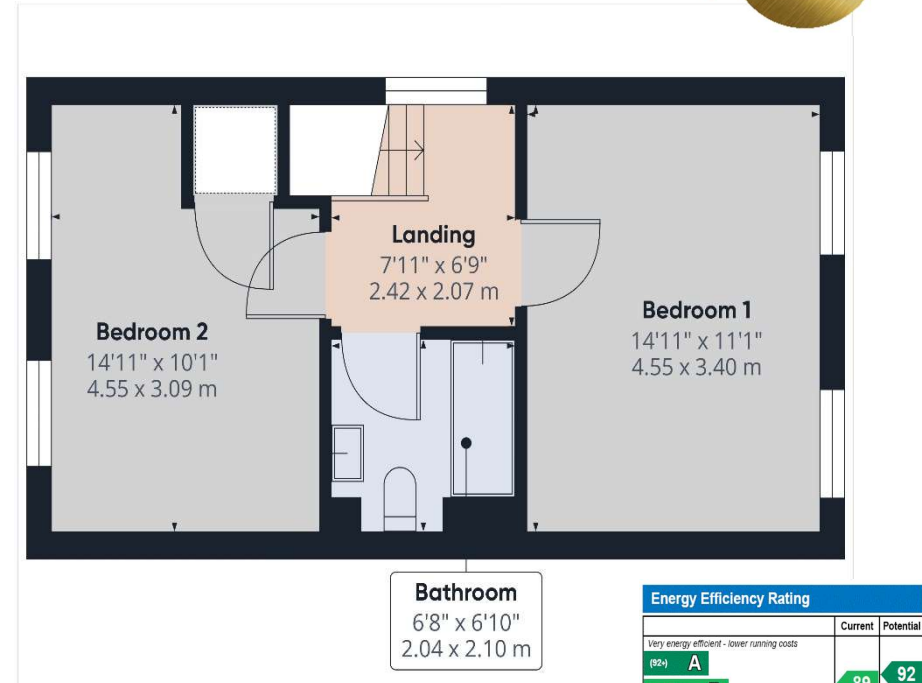 Landing
7'11" x 6'9"
2.42 x 2.07 m
Bedroom 2
14'11" x 10'1"
4.55 x 3.09 m
Bedroom 1
14'11" x 11'1"
4.55 x 3.40 m
Bathroom
6'8" x 6'10"
2.04 x 2.10 m
Energy Efficiency Rating
Current Potential
Very energy efficient - lower running costs
(92+) A
89 92